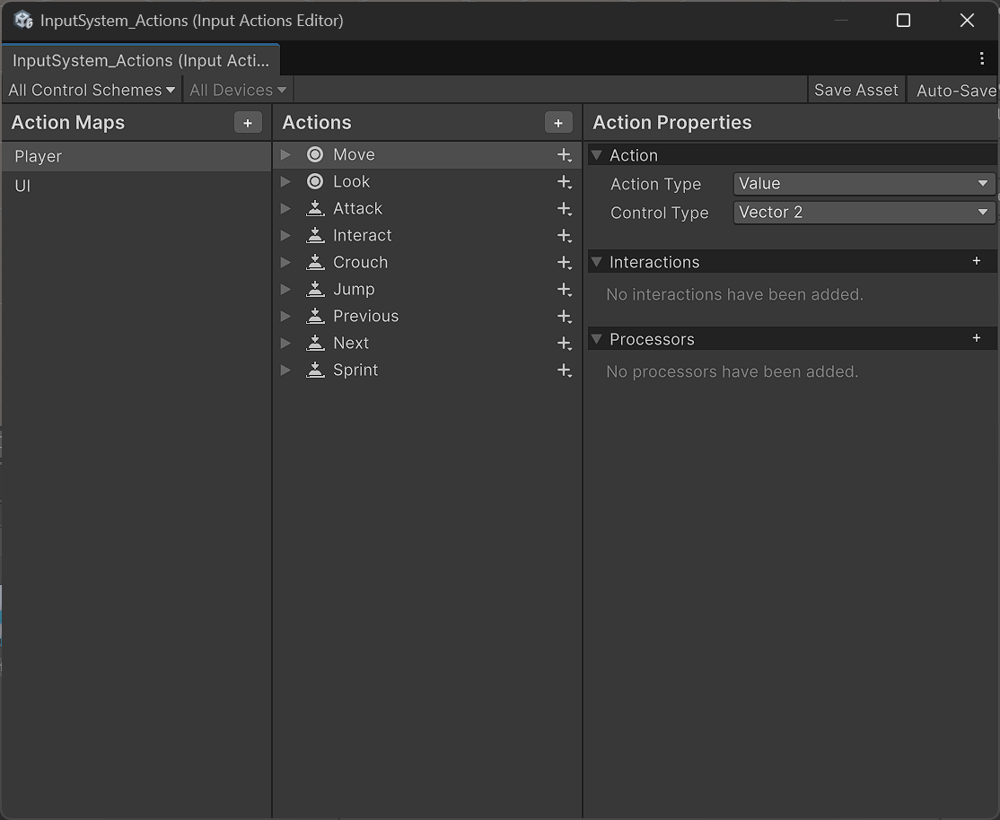 InputSystem_Actions (Input Actions Editor)
InputSystem_Actions (Input Acti...
All Control Schemes All Devices Save Asset Auto-Save
Action Maps + Actions + Action Properties
Player
UI
Move
Look
Attack
Interact
Crouch
Jump
Previous
Next
Sprint
Action
Action Type Value
Control Type Vector 2
Interactions +
No interactions have been added.
Processors +
No processors have been added.